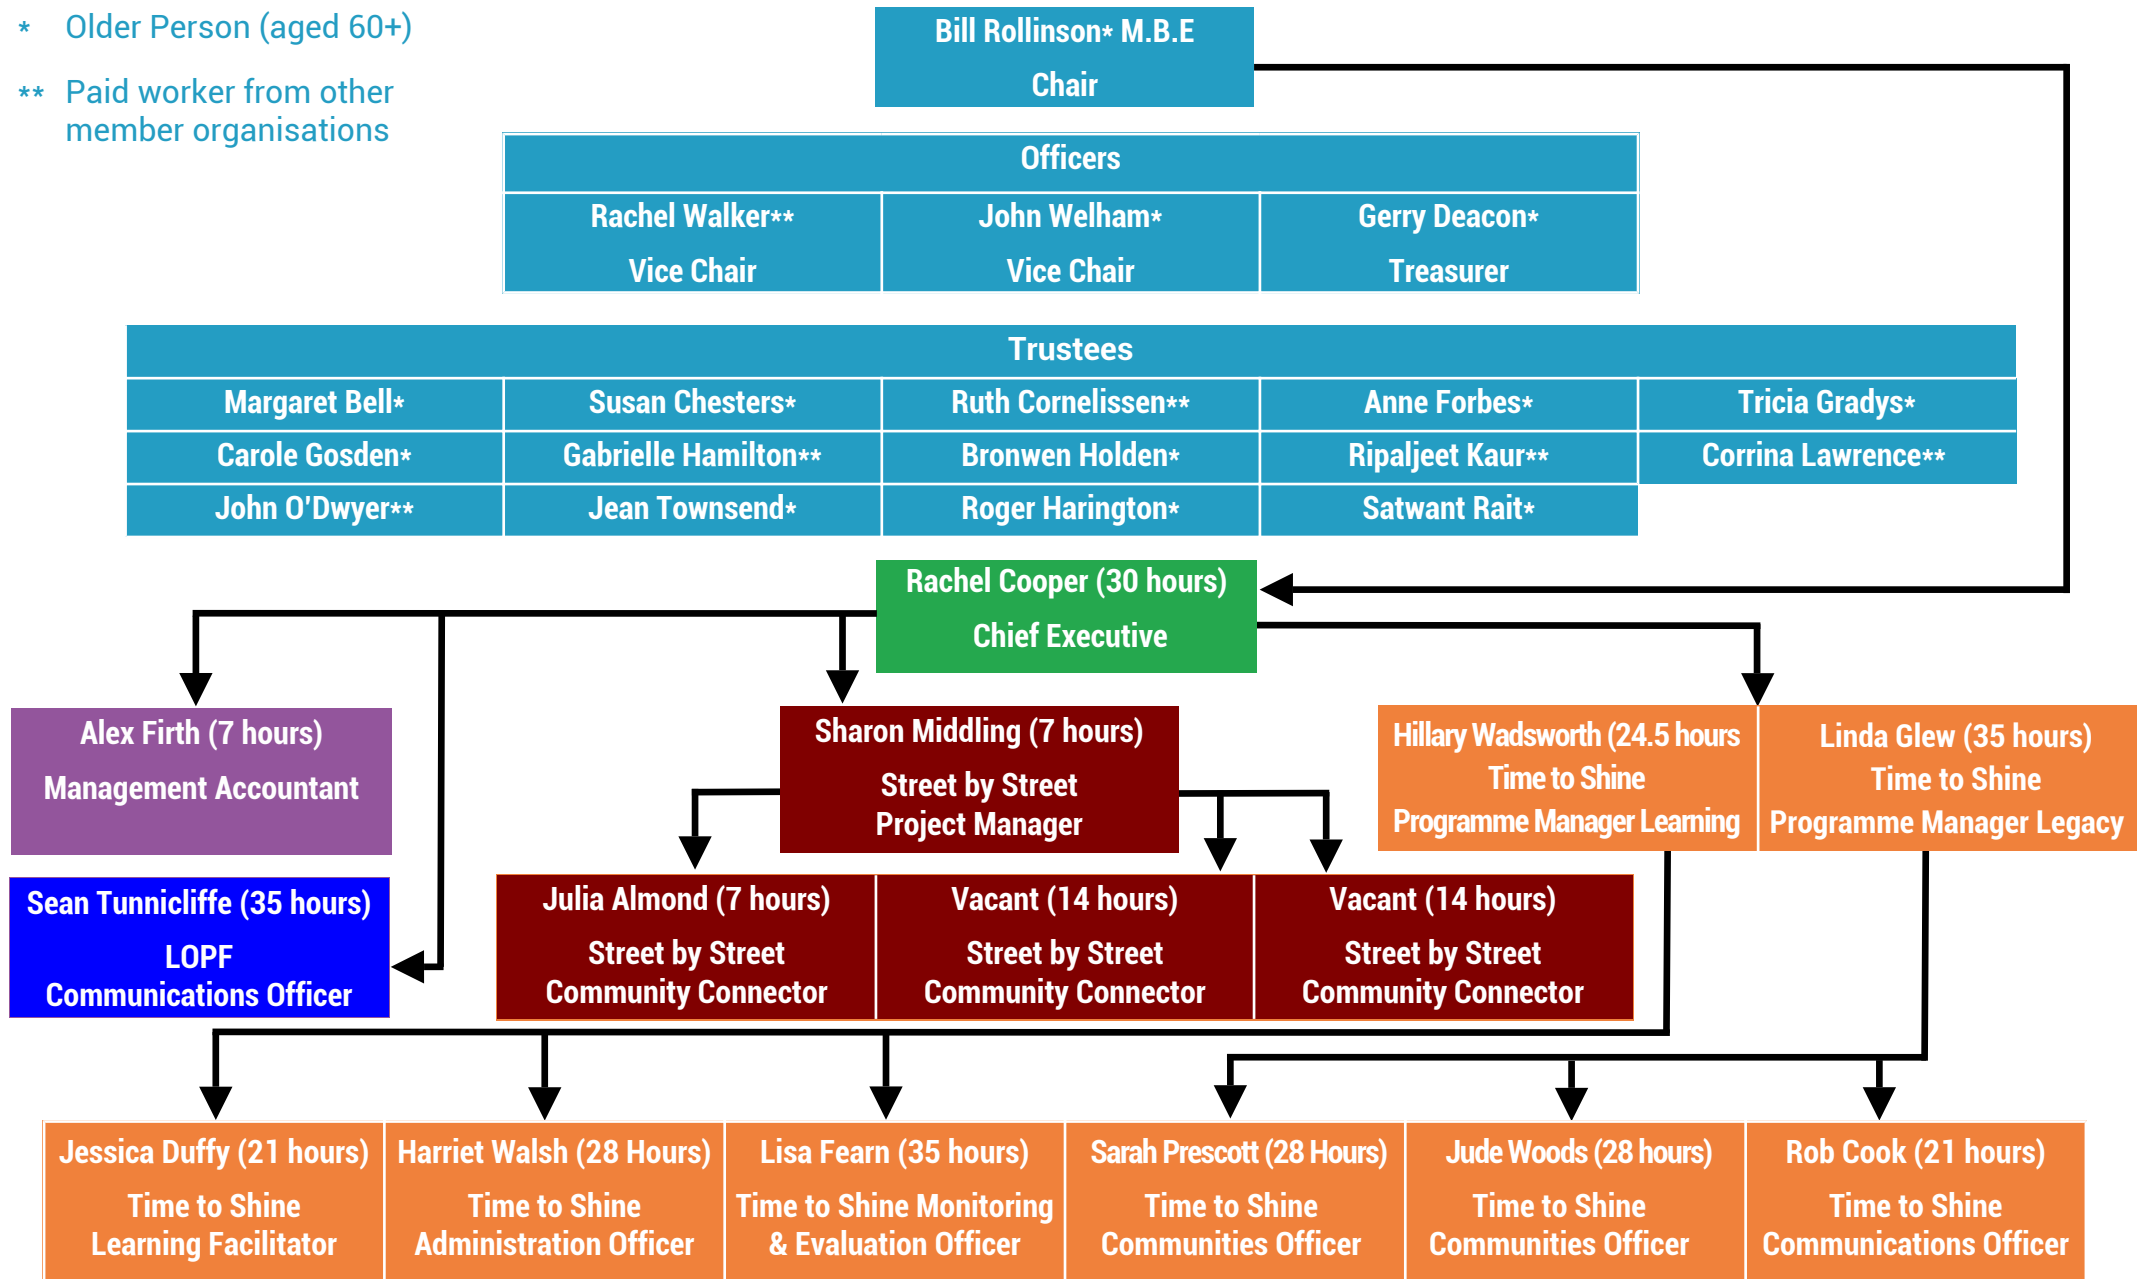 * Older Person (aged 60+)
** Paid worker from other
member organisations
Bill Rollinson* M.B.E
Chair
Officers
Rachel Walker**
Vice Chair
John Welham*
Vice Chair
Gerry Deacon*
Treasurer
Trustees
Margaret Bell*
Susan Chesters*
Ruth Cornelissen**
Anne Forbes*
Tricia Gradys*
Carole Gosden*
Gabrielle Hamilton**
Bronwen Holden*
Ripaljeet Kaur**
Corrina Lawrence**
John O'Dwyer**
Jean Townsend*
Roger Harington*
Satwant Rait*
Rachel Cooper (30 hours)
Chief Executive
Alex Firth (7 hours)
Management Accountant
Sharon Middling (7 hours)
Street by Street
Project Manager
Hillary Wadsworth (24.5 hours
Time to Shine
Programme Manager Learning
Linda Glew (35 hours)
Time to Shine
Programme Manager Legacy
Sean Tunnicliffe (35 hours)
LOPF
Communications Officer
Julia Almond (7 hours)
Street by Street
Community Connector
Vacant (14 hours)
Street by Street
Community Connector
Vacant (14 hours)
Street by Street
Community Connector
Jessica Duffy (21 hours)
Time to Shine
Learning Facilitator
Harriet Walsh (28 Hours)
Time to Shine
Administration Officer
Lisa Fearn (35 hours)
Time to Shine Monitoring
& Evaluation Officer
Sarah Prescott (28 Hours)
Time to Shine
Communities Officer
Jude Woods (28 hours)
Time to Shine
Communities Officer
Rob Cook (21 hours)
Time to Shine
Communications Officer